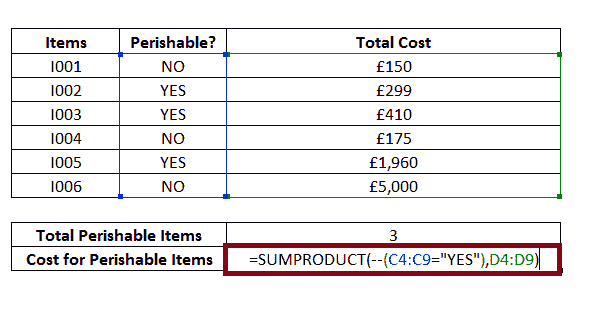 Items Perishable? Total Cost
I001 NO £150
I002 YES £299
I003 YES £410
I004 NO £175
I005 YES £1,960
I006 NO £5,000
Total Perishable Items 3
Cost for Perishable Items =SUMPRODUCT(--(C4:C9="YES"),D4:D9)